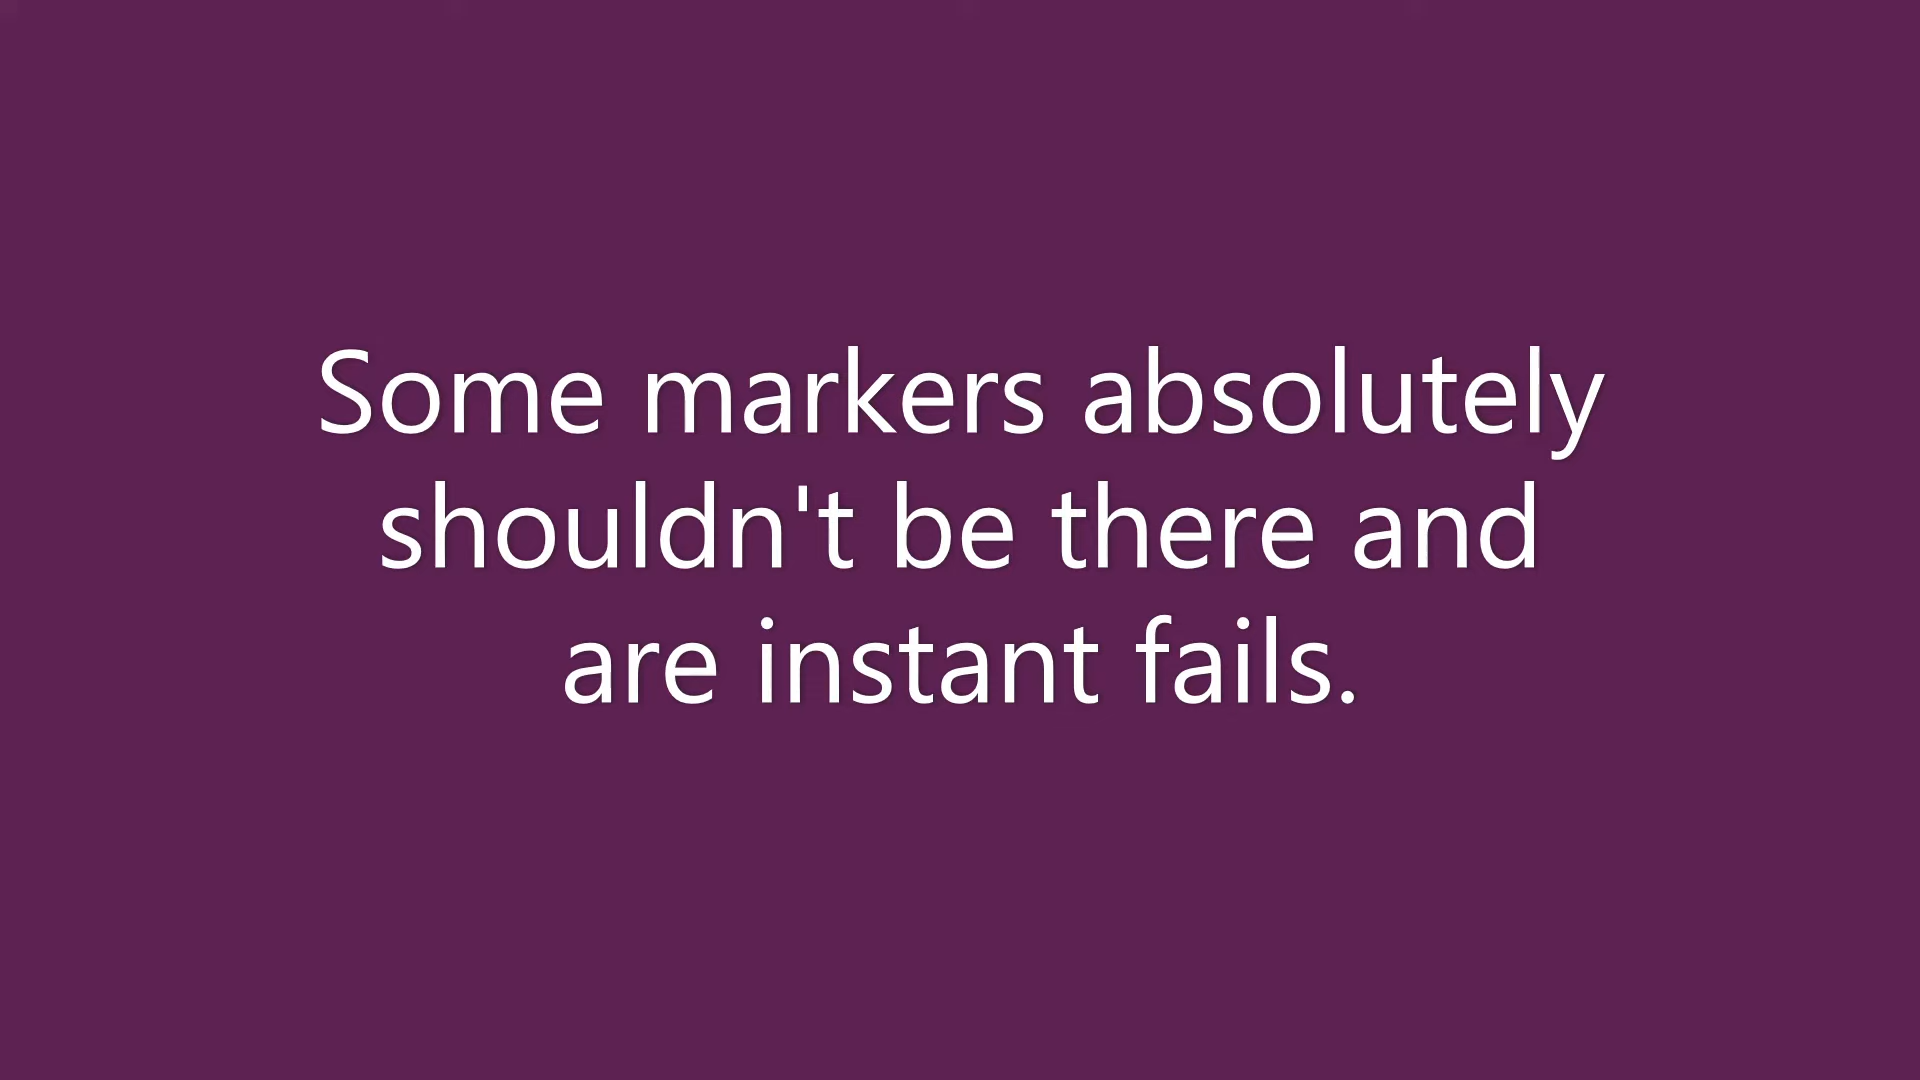 Some markers absolutely
shouldn't be there and
are instant fails.